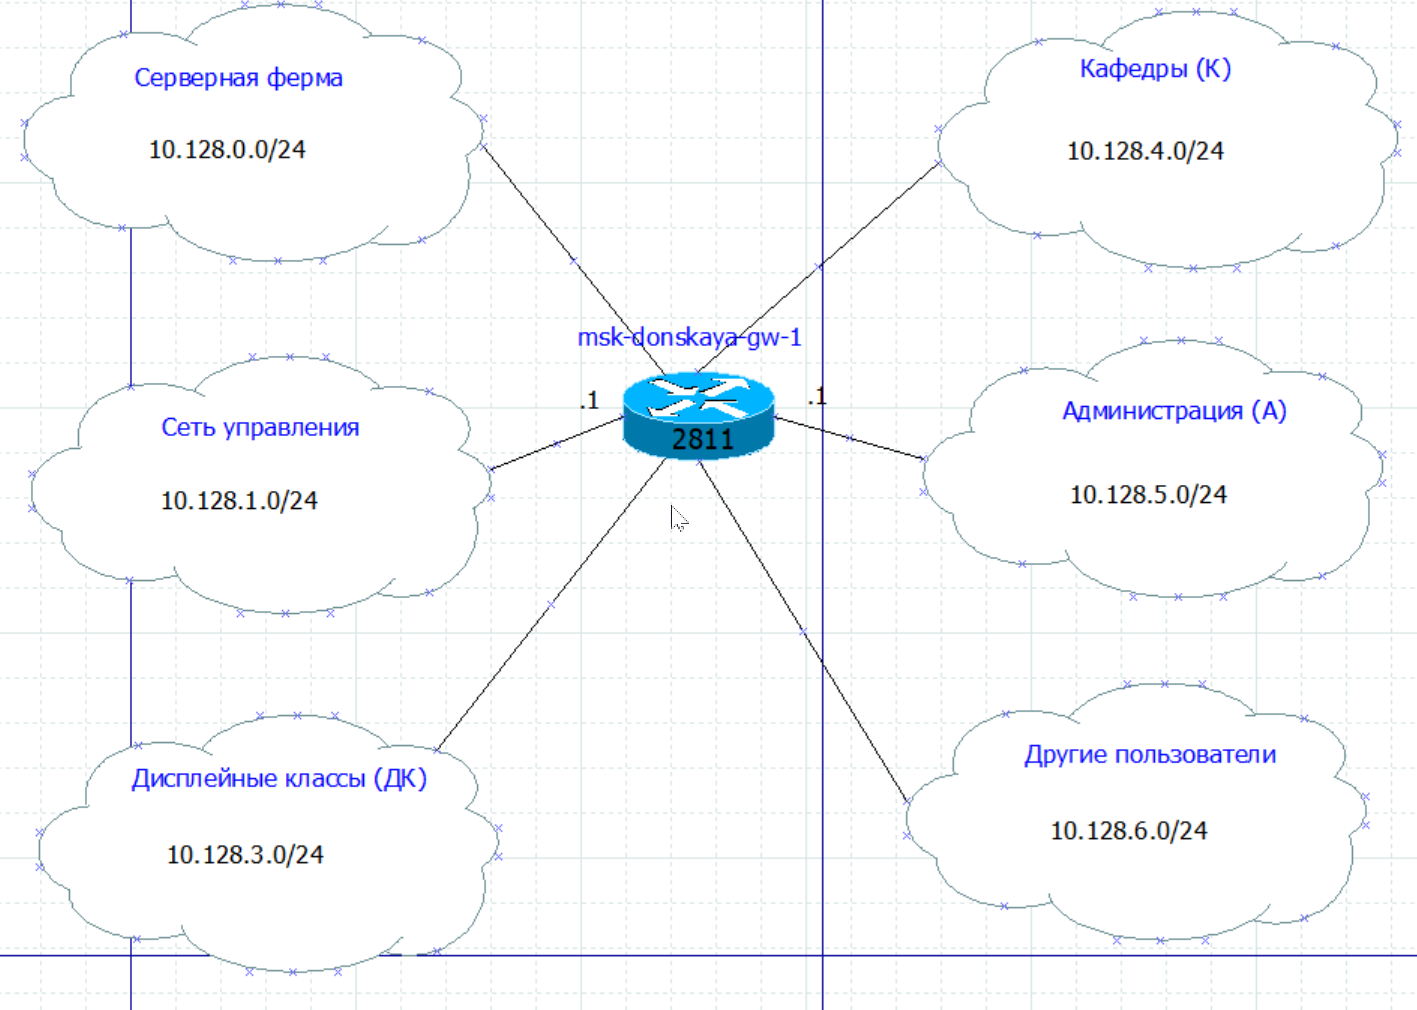 Серверная ферма
10.128.0.0/24
Кафедры (К)
10.128.4.0/24
msk-donskaya-gw-1
.1
.1
2811
Сеть управления
10.128.1.0/24
Администрация (А)
10.128.5.0/24
Дисплейные классы (ДК)
10.128.3.0/24
Другие пользователи
10.128.6.0/24